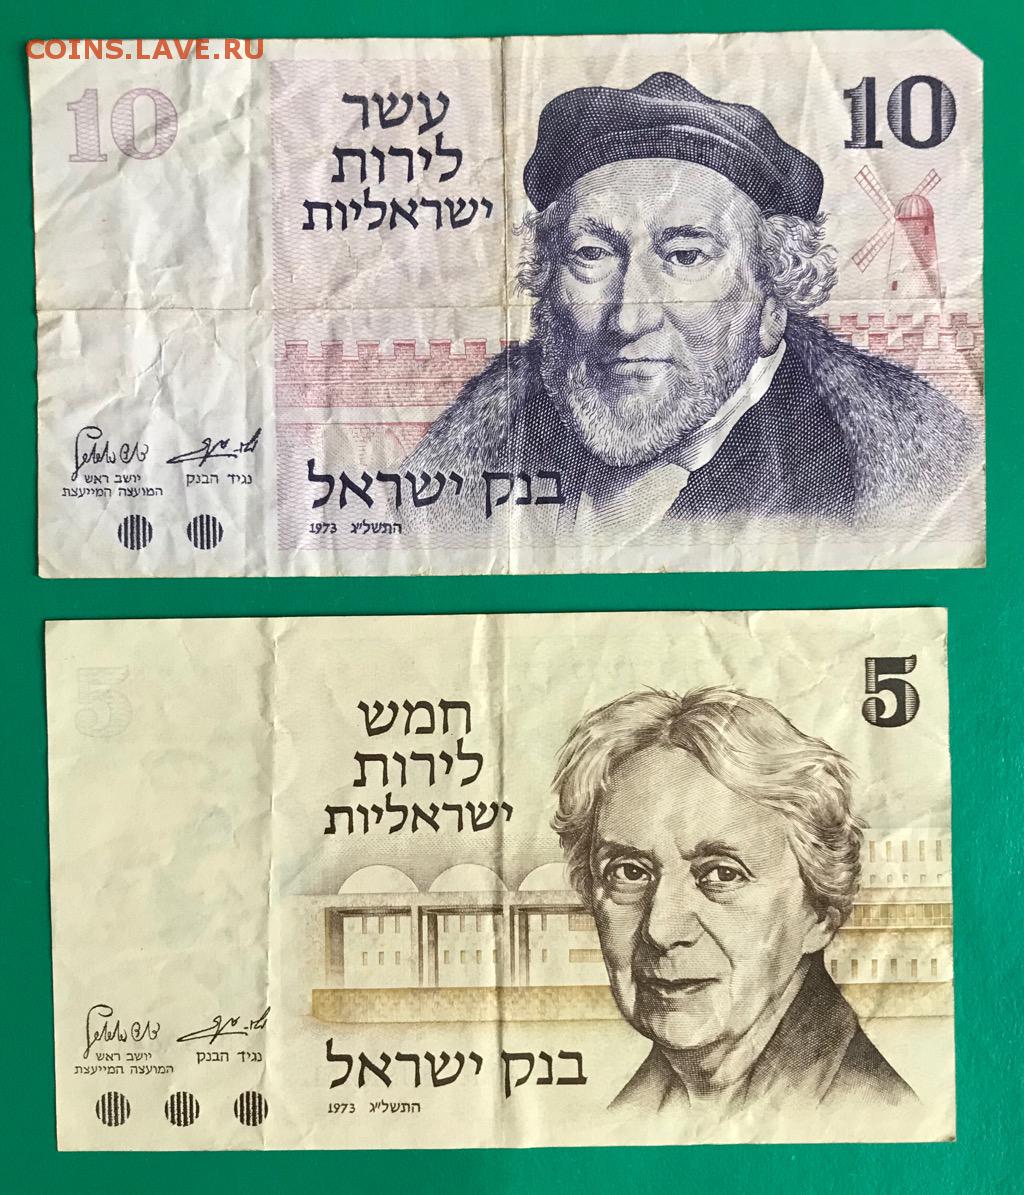 COINS.LAVE.RU
10
עשר
לירות
ישראליות
10
יושב ראש
המועצה המייעצת
נגיד הבנק
בנק ישראל
1973 התשל״ג
5
חמש
לירות
ישראליות
5
יושב ראש
המועצה המייעצת
נגיד הבנק
בנק ישראל
1973 התשל״ג